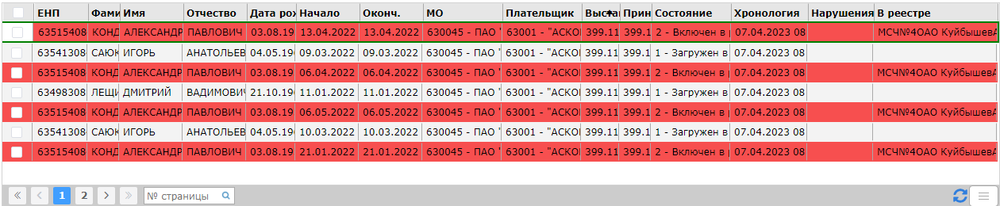 ЕНП Фами Имя Отчество Дата рож Начало Оконч. МО Плательщик Выстав Прин Состояние Хронология Нарушения В реестре
63515408 КОНД АЛЕКСАНДР ПАВЛОВИЧ 03.08.19 13.04.2022 13.04.2022 630045 - ПАО " 63001 - "АСКО 399.11 399.1 2 - Включен в р 07.04.2023 08 МСЧ№4ОАО КуйбышевА
635413084 САЮК ИГОРЬ АНАТОЛЬЕВ 04.05.196 09.03.2022 09.03.2022 630045 - ПАО " 63001 - "АСКО 399.11 399.1 1 - Загружен в 07.04.2023 08
63515408 КОНД АЛЕКСАНДР ПАВЛОВИЧ 03.08.19 06.04.2022 06.04.2022 630045 - ПАО " 63001 - "АСКО 399.11 399.1 2 - Включен в р 07.04.2023 08 МСЧ№4ОАО КуйбышевА
63498308 ЛЕЩИ ДМИТРИЙ ВАДИМОВИЧ 21.10.196 11.01.2022 11.01.2022 630045 - ПАО " 63001 - "АСКО 399.11 399.1 1 - Загружен в 07.04.2023 08
63515408 КОНД АЛЕКСАНДР ПАВЛОВИЧ 03.08.19 06.05.2022 06.05.2022 630045 - ПАО " 63001 - "АСКО 399.11 399.1 2 - Включен в р 07.04.2023 08 МСЧ№4ОАО КуйбышевА
635413084 САЮК ИГОРЬ АНАТОЛЬЕВ 04.05.196 10.03.2022 10.03.2022 630045 - ПАО " 63001 - "АСКО 399.11 399.1 1 - Загружен в 07.04.2023 08
63515408 КОНД АЛЕКСАНДР ПАВЛОВИЧ 03.08.19 21.01.2022 21.01.2022 630045 - ПАО " 63001 - "АСКО 399.11 399.1 2 - Включен в р 07.04.2023 08 МСЧ№4ОАО КуйбышевА
1 2 № страницы